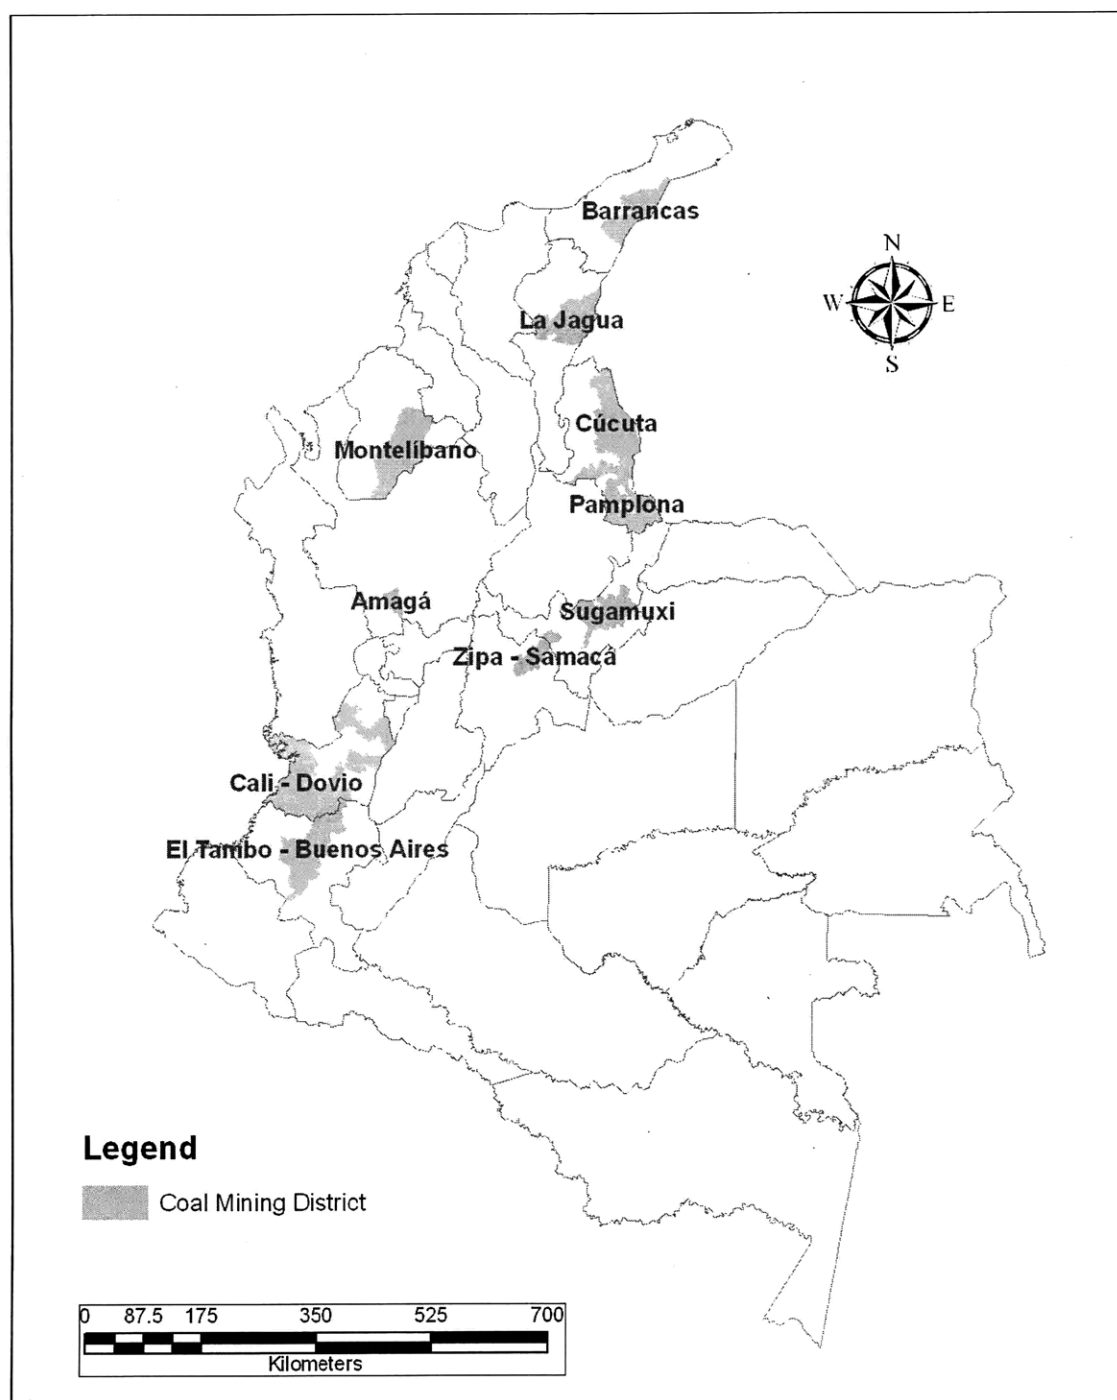 Barrancas
N
W E
S
La Jagua
Cúcuta
Montelíbano
Pamplona
Amagá
Sugamuxi
Zipa - Samacá
Cali - Dovio
El Tambo - Buenos Aires
Legend
Coal Mining District
0 87.5 175 350 525 700
Kilometers